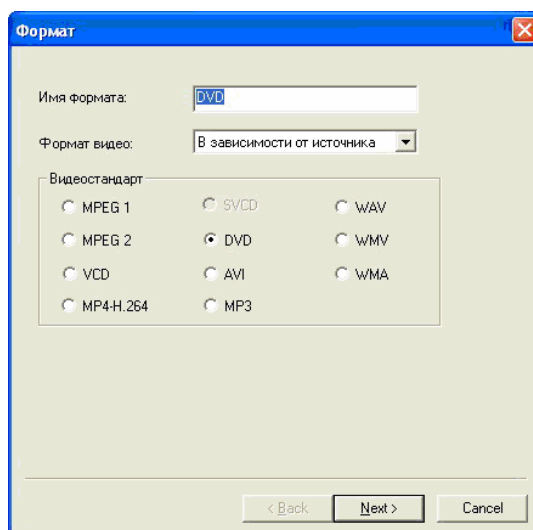 Формат
Имя формата: DVD
Формат видео: В зависимости от источника
Видеостандарт
MPEG 1 SVCD WAV
MPEG 2 DVD WMV
VCD AVI WMA
MP4-H.264 MP3
< Back Next > Cancel